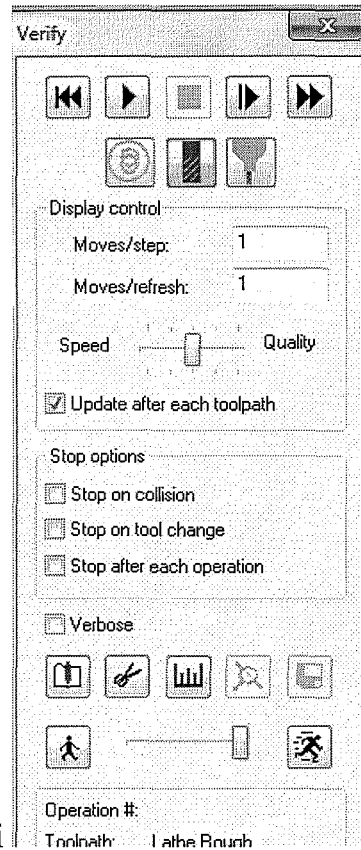 Verify
Display control
Moves/step: 1
Moves/refresh: 1
Speed Quality
Update after each toolpath
Stop options
Stop on collision
Stop on tool change
Stop after each operation
Verbose
Operation #:
i
Toolpath: Lathe Rough